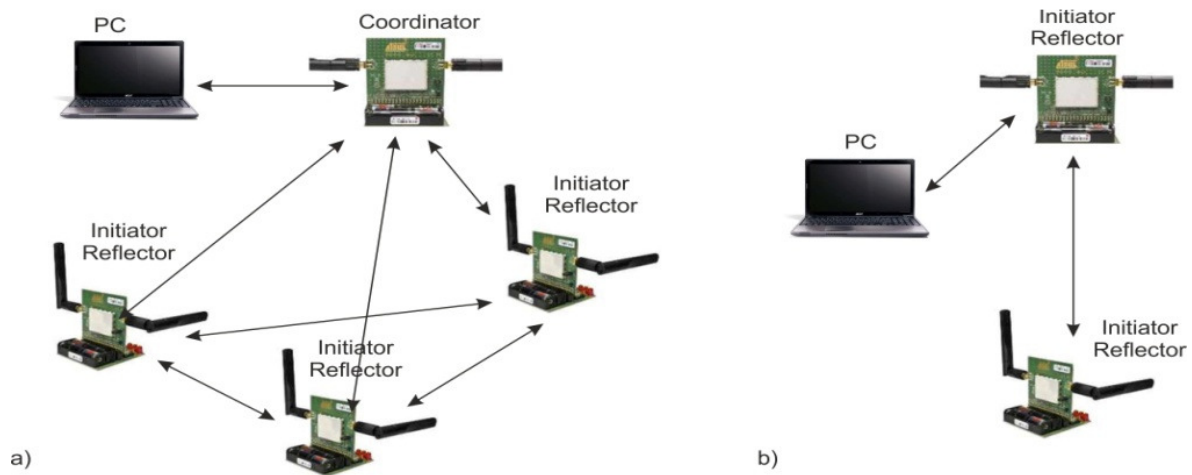 PC
Coordinator
Initiator
Reflector
Initiator
Reflector
Initiator
Reflector
a)
Initiator
Reflector
PC
Initiator
Reflector
b)